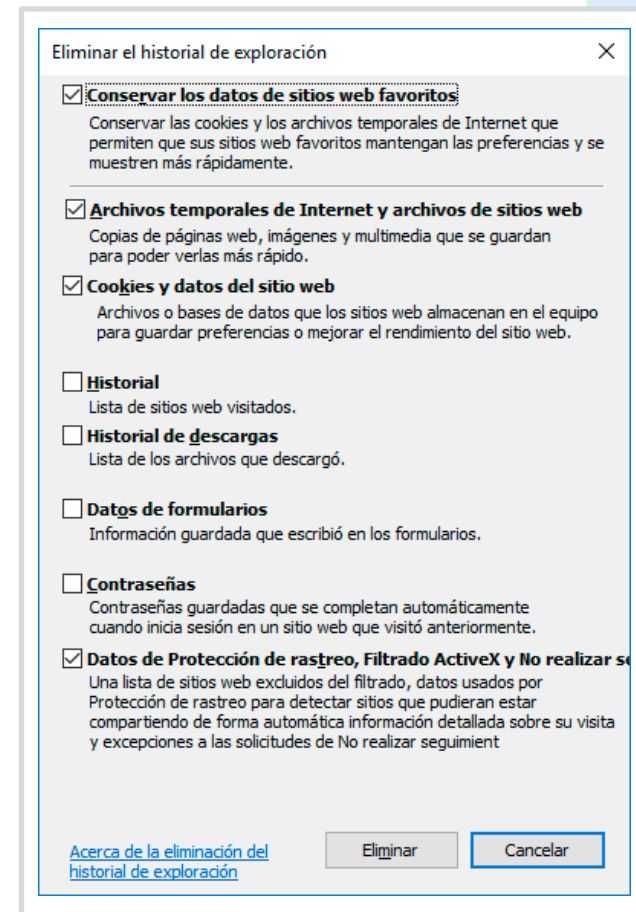 Eliminar el historial de exploración
Conservar los datos de sitios web favoritos
Conservar las cookies y los archivos temporales de Internet que
permiten que sus sitios web favoritos mantengan las preferencias y se
muestren más rápidamente.
Archivos temporales de Internet y archivos de sitios web
Copias de páginas web, imágenes y multimedia que se guardan
para poder verlas más rápido.
Cookies y datos del sitio web
Archivos o bases de datos que los sitios web almacenan en el equipo
para guardar preferencias o mejorar el rendimiento del sitio web.
Historial
Lista de sitios web visitados.
Historial de descargas
Lista de los archivos que descargó.
Datos de formularios
Información guardada que escribió en los formularios.
Contraseñas
Contraseñas guardadas que se completan automáticamente
cuando inicia sesión en un sitio web que visitó anteriormente.
Datos de Protección de rastreo, Filtrado ActiveX y No realizar se
Una lista de sitios web excluidos del filtrado, datos usados por
Protección de rastreo para detectar sitios que pudieran estar
compartiendo de forma automática información detallada sobre su visita
y excepciones a las solicitudes de No realizar seguimient
Acerca de la eliminación del
historial de exploración
Eliminar
Cancelar